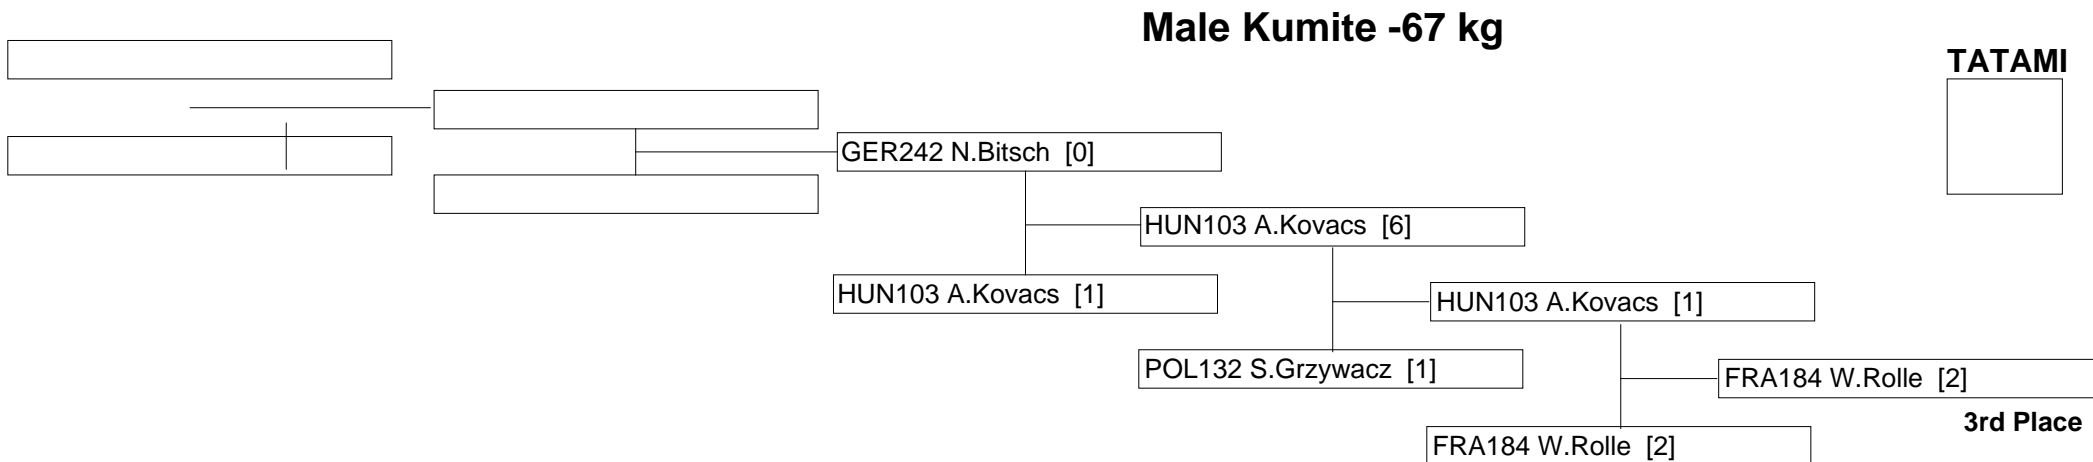 Male Kumite -67 kg
TATAMI
GER242 N.Bitsch [0]
HUN103 A.Kovacs [6]
HUN103 A.Kovacs [1]
HUN103 A.Kovacs [1]
POL132 S.Grzywacz [1]
FRA184 W.Rolle [2]
3rd Place
FRA184 W.Rolle [2]